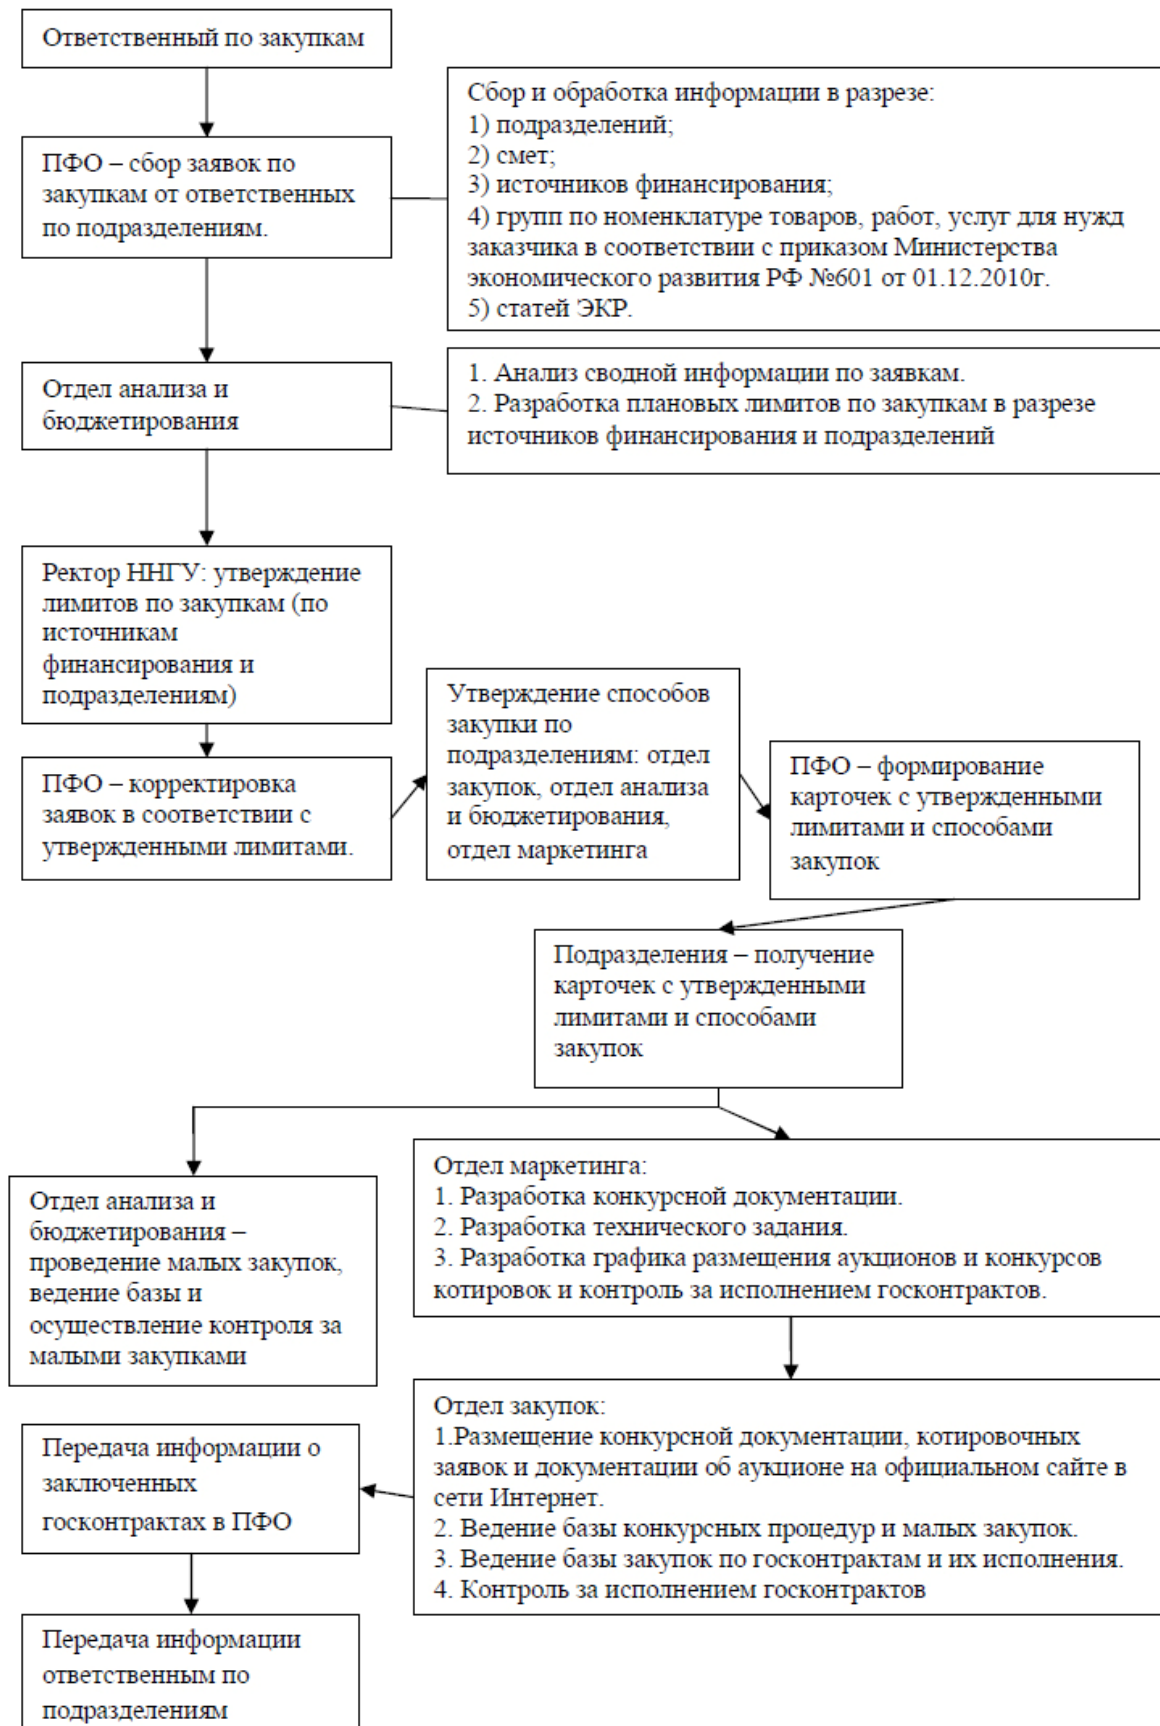 Ответственный по закупкам
ПФО – сбор заявок по
закупкам от ответственных
по подразделениям.
Сбор и обработка информации в разрезе:
1) подразделений;
2) смет;
3) источников финансирования;
4) групп по номенклатуре товаров, работ, услуг для нужд
заказчика в соответствии с приказом Министерства
экономического развития РФ №601 от 01.12.2010г.
5) статей ЭКР.
Отдел анализа и
бюджетирования
1. Анализ сводной информации по заявкам.
2. Разработка плановых лимитов по закупкам в разрезе
источников финансирования и подразделений
Ректор ННГУ: утверждение
лимитов по закупкам (по
источникам
финансирования и
подразделениям)
ПФО – корректировка
заявок в соответствии с
утвержденными лимитами.
Утверждение способов
закупки по
подразделениям: отдел
закупок, отдел анализа
и бюджетирования,
отдел маркетинга
ПФО – формирование
карточек с утвержденными
лимитами и способами
закупок
Подразделения – получение
карточек с утвержденными
лимитами и способами
закупок
Отдел анализа и
бюджетирования –
проведение малых закупок,
ведение базы и
осуществление контроля за
малыми закупками
Отдел маркетинга:
1. Разработка конкурсной документации.
2. Разработка технического задания.
3. Разработка графика размещения аукционов и конкурсов
котировок и контроль за исполнением госконтрактов.
Отдел закупок:
1.Размещение конкурсной документации, котировочных
заявок и документации об аукционе на официальном сайте в
сети Интернет.
2. Ведение базы конкурсных процедур и малых закупок.
3. Ведение базы закупок по госконтрактам и их исполнения.
4. Контроль за исполнением госконтрактов
Передача информации о
заключенных
госконтрактах в ПФО
Передача информации
ответственным по
подразделениям